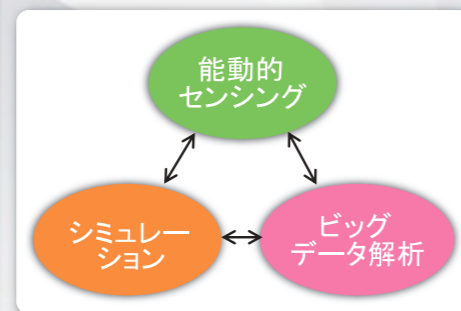 能動的
センシング
シミュレー
ション
ビッグ
データ解析